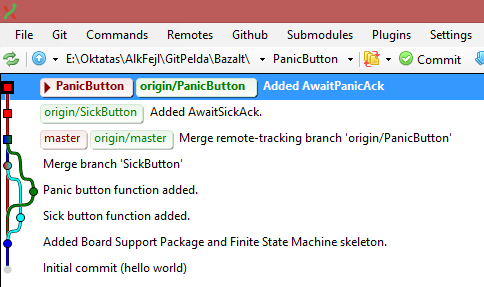 File Git Commands Remotes Github Submodules Plugins Settings
E:\Oktatas\AlkFejl\GitPelda\Bazalt\ PanicButton Commit
PanicButton origin/PanicButton Added AwaitPanicAck
origin/SickButton Added AwaitSickAck.
master origin/master Merge remote-tracking branch 'origin/PanicButton'
Merge branch 'SickButton'
Panic button function added.
Sick button function added.
Added Board Support Package and Finite State Machine skeleton.
Initial commit (hello world)